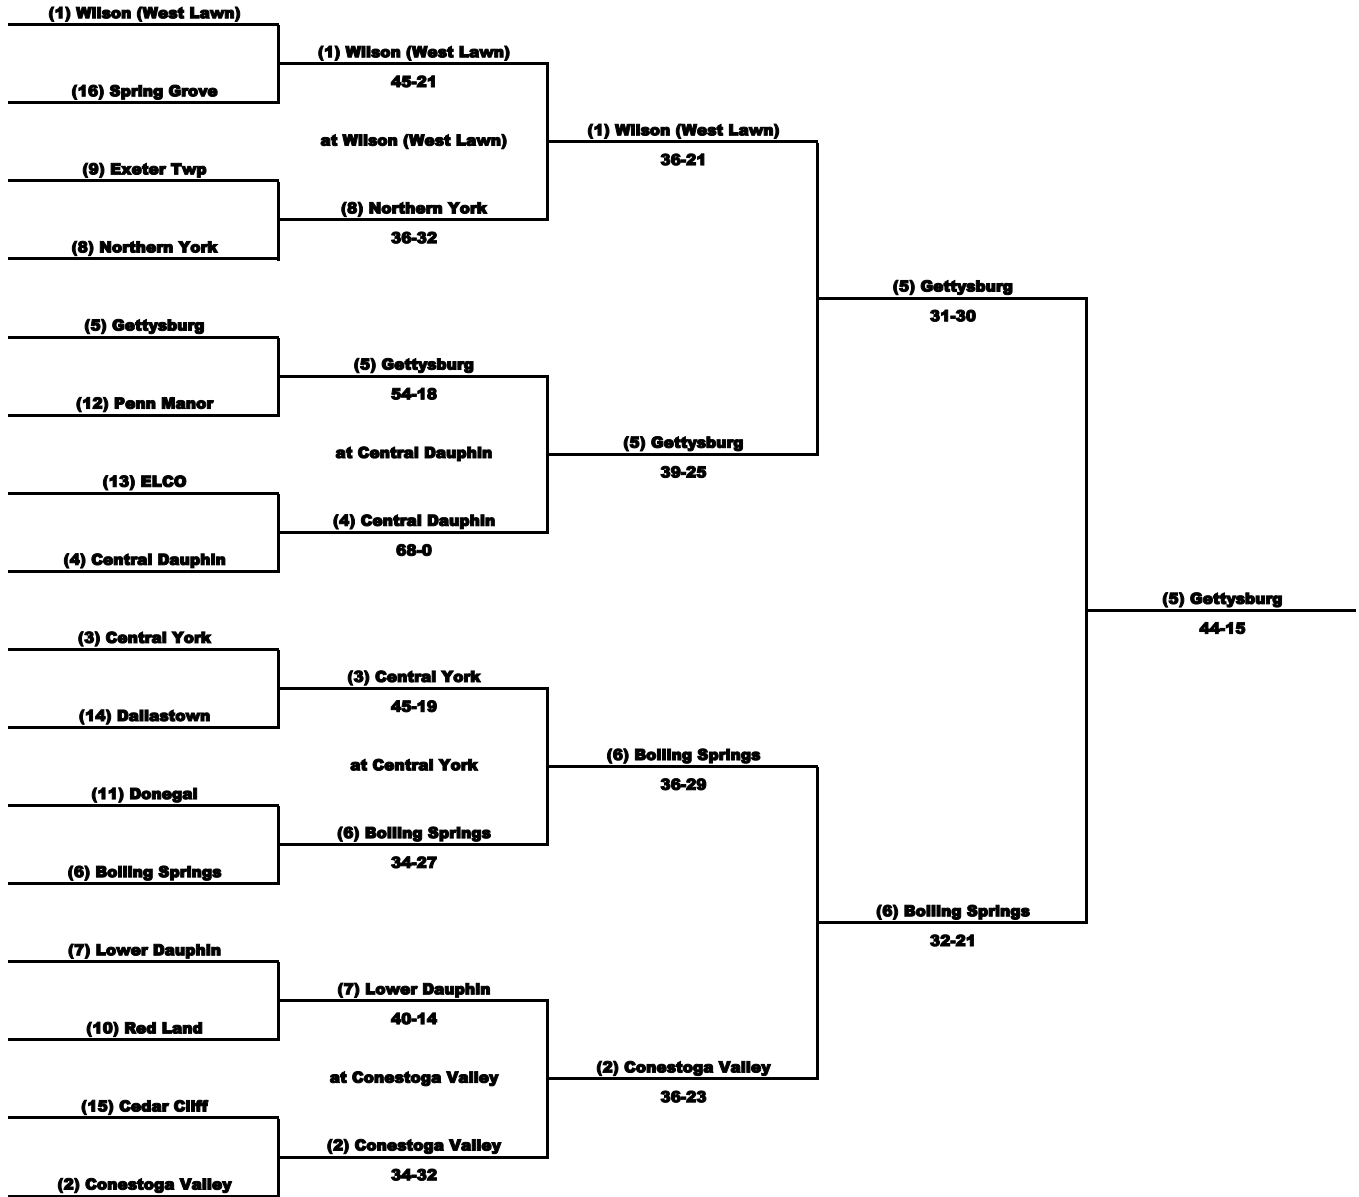 (1) Wilson (West Lawn)
(16) Spring Grove
(9) Exeter Twp
(8) Northern York
(5) Gettysburg
(12) Penn Manor
(13) ELCO
(4) Central Dauphin
(3) Central York
(14) Dallastown
(11) Donegal
(6) Boiling Springs
(7) Lower Dauphin
(10) Red Land
(15) Cedar Cliff
(2) Conestoga Valley
(1) Wilson (West Lawn)
45-21
at Wilson (West Lawn)
(8) Northern York
36-32
(5) Gettysburg
54-18
at Central Dauphin
(4) Central Dauphin
68-0
(3) Central York
45-19
at Central York
(6) Boiling Springs
34-27
(7) Lower Dauphin
40-14
at Conestoga Valley
(2) Conestoga Valley
34-32
(1) Wilson (West Lawn)
36-21
(5) Gettysburg
39-25
(6) Boiling Springs
36-29
(2) Conestoga Valley
36-23
(5) Gettysburg
31-30
(6) Boiling Springs
32-21
(5) Gettysburg
44-15